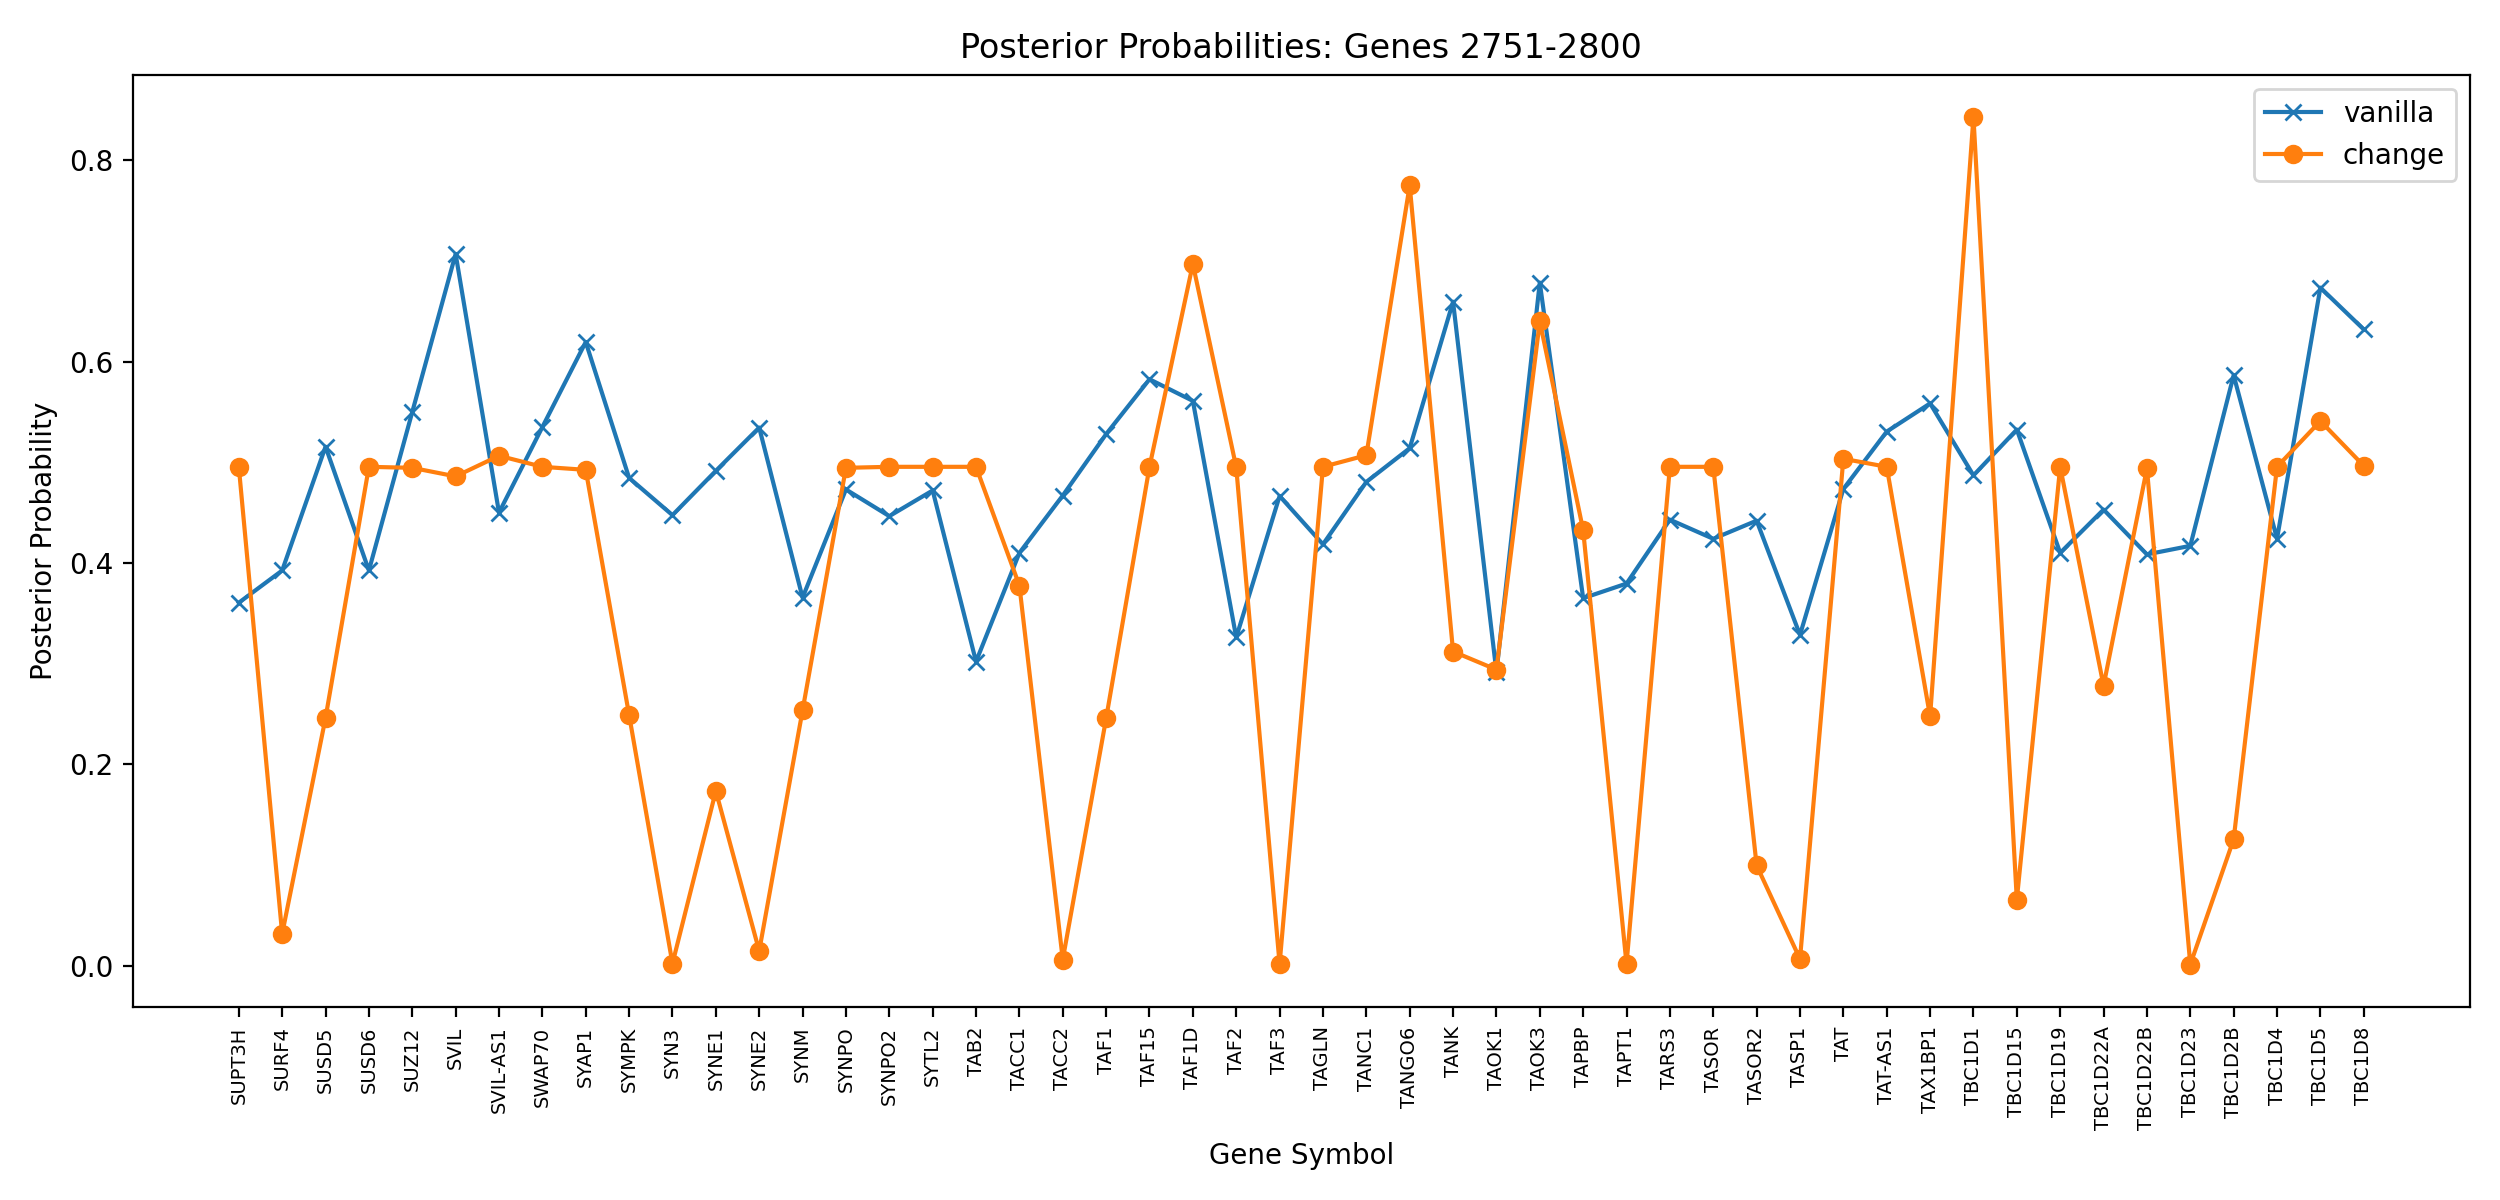 Posterior Probabilities: Genes 2751-2800
vanilla
change
Posterior Probability
0.8
0.6
0.4
0.2
0.0
SUPT3H
SURF4
SUSD5
SUSD6
SUZ12
SVIL
SVIL-AS1
SWAP70
SYAP1
SYMPK
SYN3
SYNE1
SYNE2
SYNM
SYNPO
SYNPO2
SYTL2
TAB2
TACC1
TACC2
TAF1
TAF15
TAF1D
TAF2
TAF3
TAGLN
TANC1
TANGO6
TANK
TAOK1
TAOK3
TAPBP
TAPT1
TARS3
TASOR
TASOR2
TASP1
TAT
TAT-AS1
TAX1BP1
TBC1D1
TBC1D15
TBC1D19
TBC1D22A
TBC1D22B
TBC1D23
TBC1D2B
TBC1D4
TBC1D5
TBC1D8
Gene Symbol